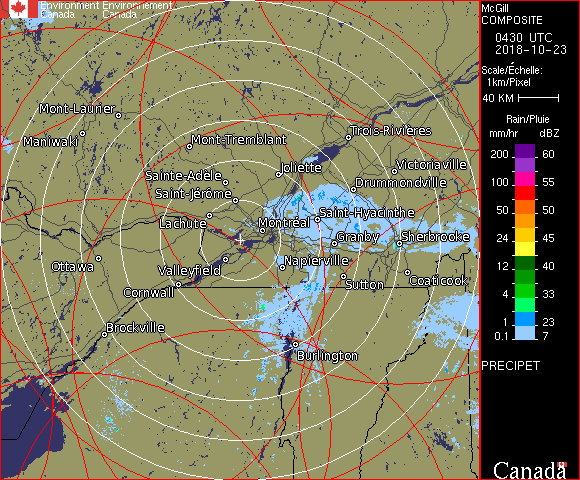 Environment Environnement
Canada Canada
McGill
COMPOSITE
0430 UTC
2018-10-23
Scale/Échelle:
1km/Pixel
40 KM
Rain/Pluie
mm/hr dBZ
200 60
100 55
50 50
24 45
12 40
4 33
1 23
0.1 7
PRECIPET
Canada
Mont-Laurier
Maniwaki
Mont-Tremblant
Trois-Rivières
Joliette
Victoriaville
Sainte-Adèle
Drummondville
Saint-Jérôme
Saint-Hyacinthe
Lachute
Montréal
Granby
Sherbrooke
Ottawa
Valleyfield
Napierville
Cornwall
Sutton
Coaticook
Brockville
Burlington